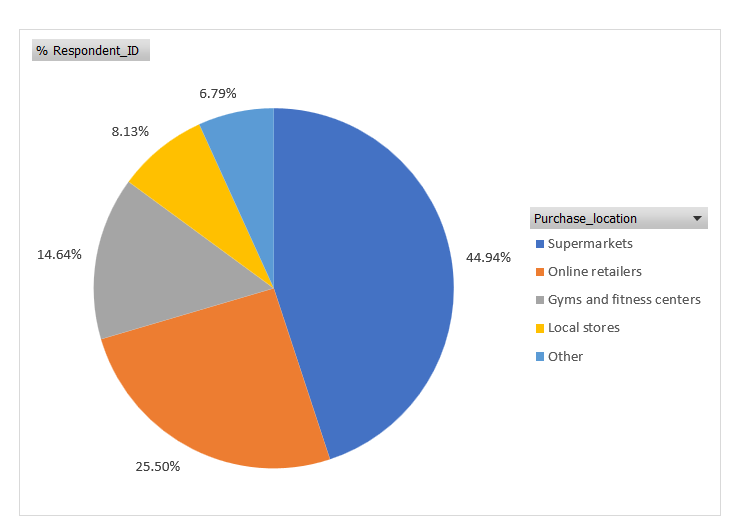 % Respondent_ID
6.79%
8.13%
14.64%
44.94%
25.50%
Purchase_location
Supermarkets
Online retailers
Gyms and fitness centers
Local stores
Other